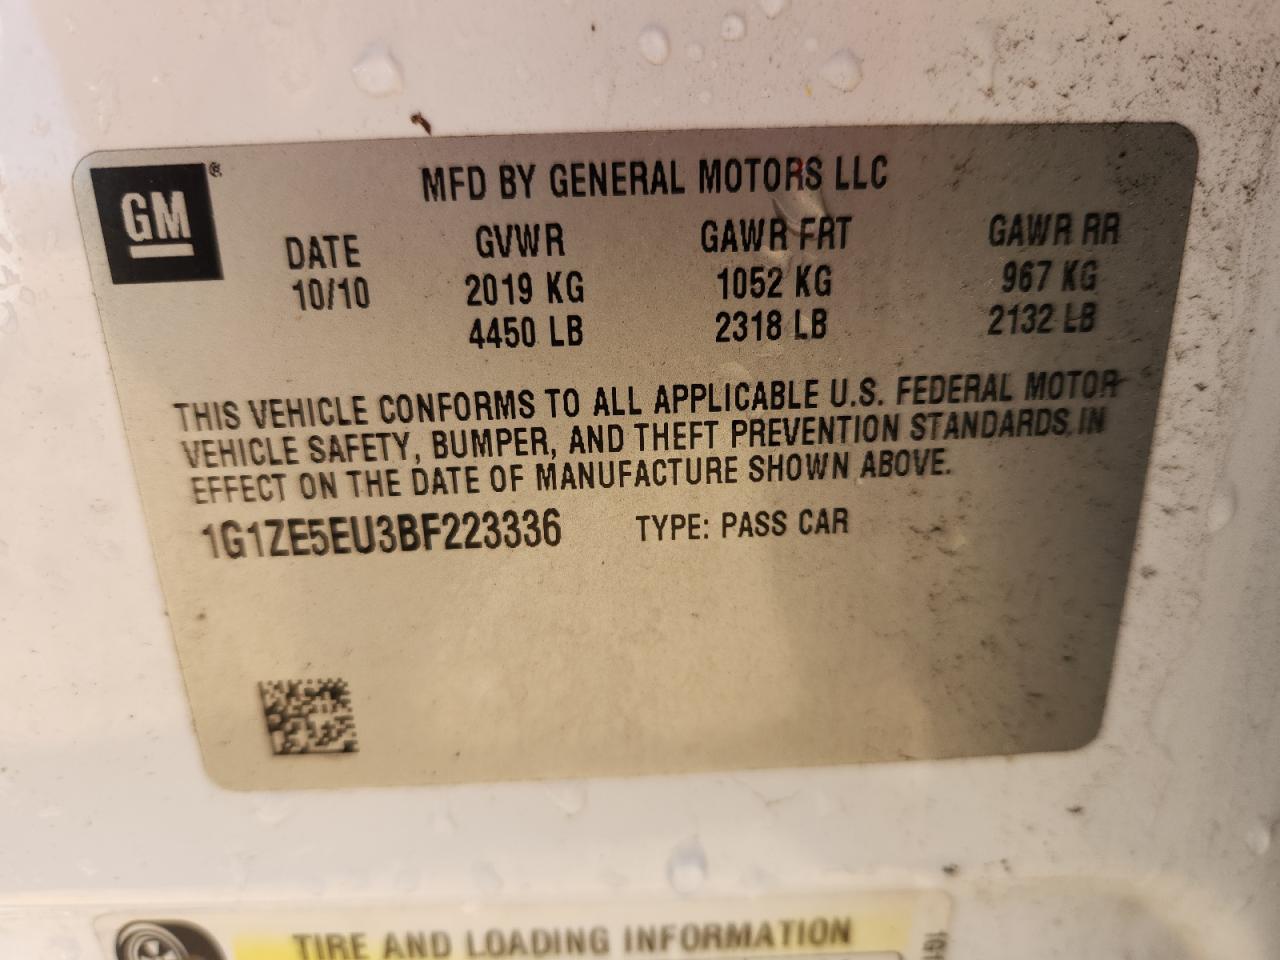 GM®
MFD BY GENERAL MOTORS LLC
DATE GVWR GAWR FRT GAWR RR
10/10 2019 KG 1052 KG 967 KG
4450 LB 2318 LB 2132 LB
THIS VEHICLE CONFORMS TO ALL APPLICABLE U.S. FEDERAL MOTOR
VEHICLE SAFETY, BUMPER, AND THEFT PREVENTION STANDARDS IN
EFFECT ON THE DATE OF MANUFACTURE SHOWN ABOVE.
1G1ZE5EU3BF223336 TYPE: PASS CAR
TIRE AND LOADING INFORMATION